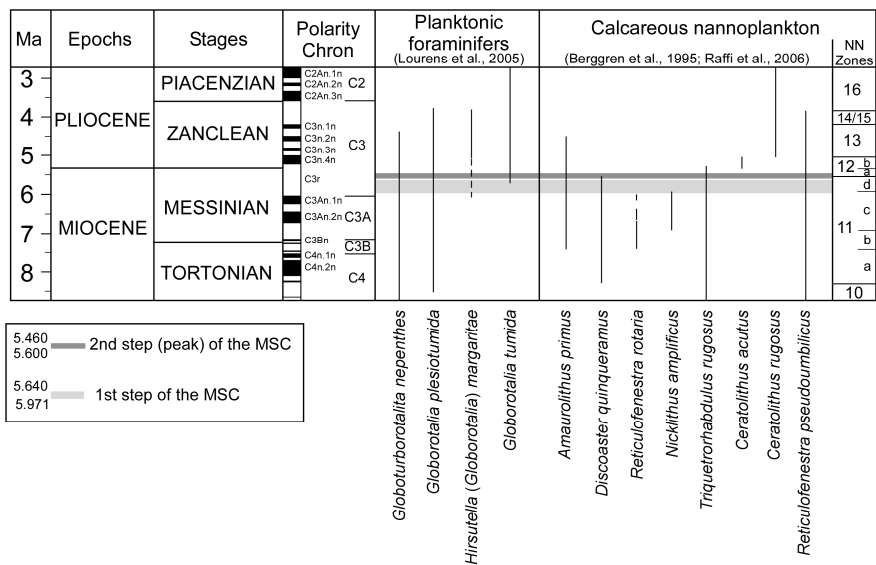 Ma
Epochs
Stages
Polarity
Chron
Planktonic
foraminifers
(Lourens et al., 2005)
Calcareous nannoplankton
(Berggren et al., 1995; Raffi et al., 2006)
NN
Zones
3
4
5
6
7
8
PLIOCENE
MIOCENE
PIACENZIAN
ZANCLEAN
MESSINIAN
TORTONIAN
C2An.1n
C2An.2n
C2An.3n
C3n.1n
C3n.2n
C3n.3n
C3n.4n
C3r
C3An.1n
C3An.2n
C3Bn
C4n.1n
C4n.2n
C2
C3
C3A
C3B
C4
16
14/15
13
12
b
a
d
11
c
b
a
10
Globoturborotalita nepenthes
Globorotalia plesiotumida
Hirsutella (Globorotalia) margaritae
Globorotalia tumida
Amaurolithus primus
Discoaster quinqueramus
Reticulofenestra rotaria
Nicklithus amplificus
Triquetrorhabdulus rugosus
Ceratolithus acutus
Ceratolithus rugosus
Reticulofenestra pseudoumbilicus
5.460
5.600
2nd step (peak) of the MSC
5.640
5.971
1st step of the MSC